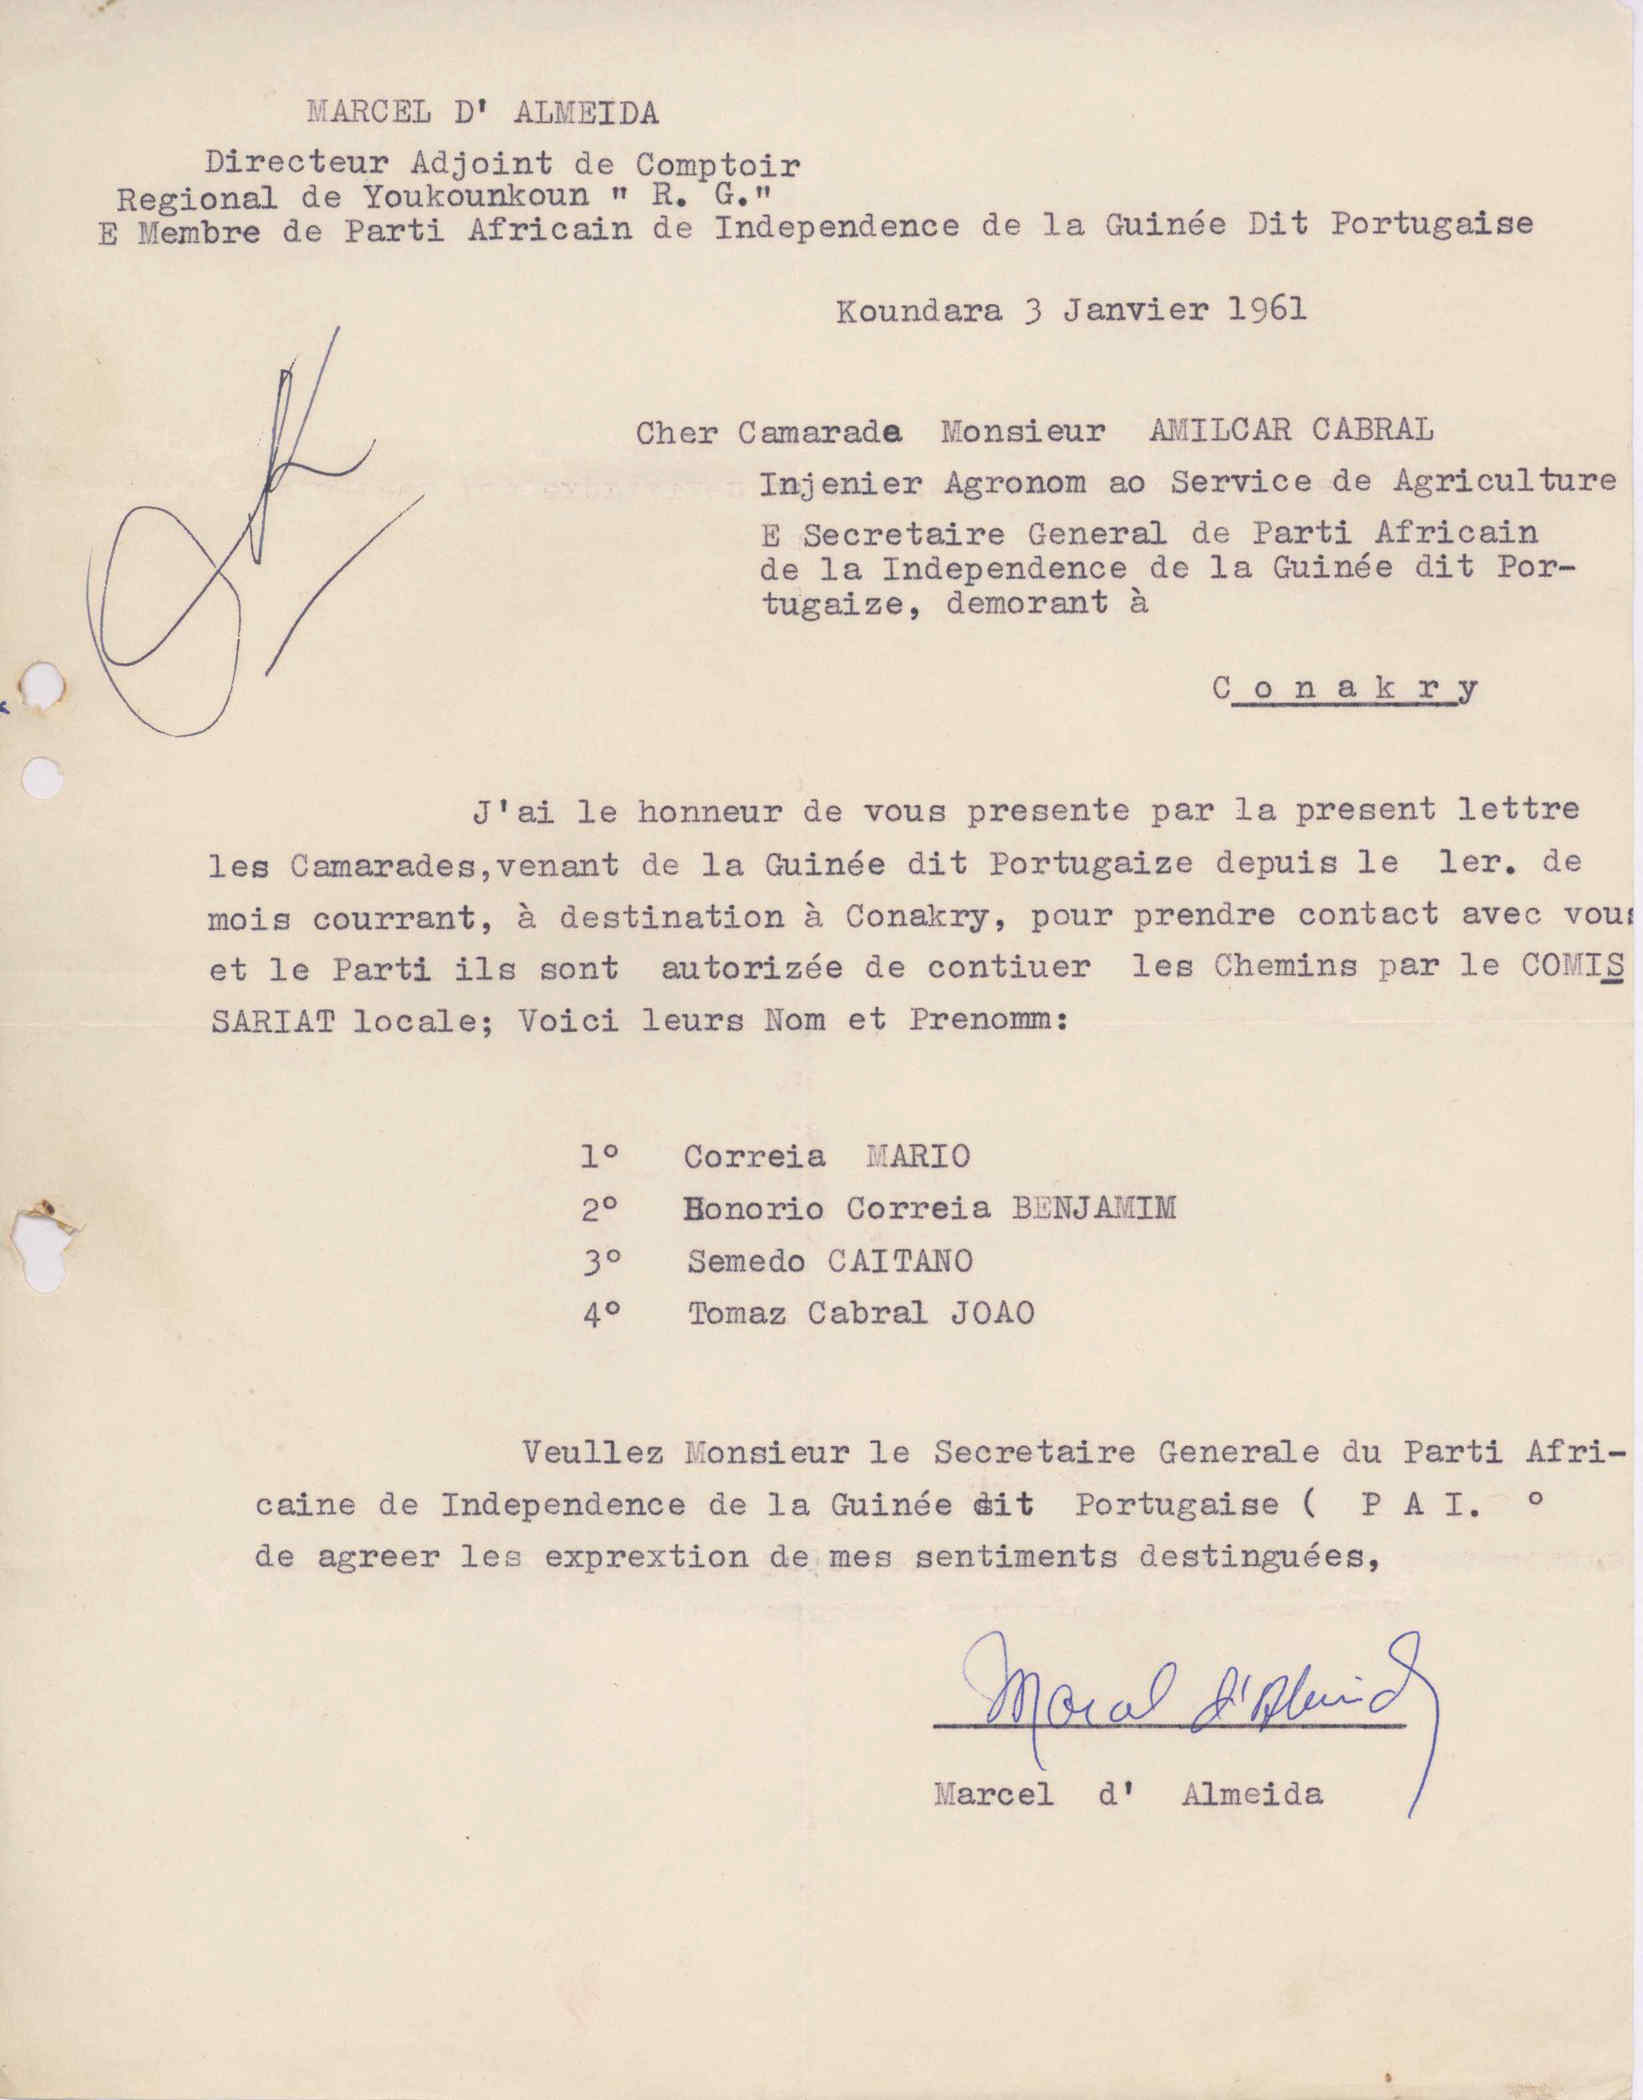 MARCEL D' ALMEIDA
Directeur Adjoint de Comptoir
Regional de Youkounkoun " R. G."
E Membre de Parti Africain de Independence de la Guinée Dit Portugaise
Koundara 3 Janvier 1961
Cher Camarade Monsieur AMILCAR CABRAL
Injenier Agronom ao Service de Agriculture
E Secretaire General de Parti Africain
de la Independence de la Guinée dit Por-
tugaize, demorant à
C o n a k r y
J'ai le honneur de vous presente par la present lettre
les Camarades,venant de la Guinée dit Portugaize depuis le 1er. de
mois courrant, à destination à Conakry, pour prendre contact avec vous
et le Parti ils sont autorizée de contiuer les Chemins par le COMIS
SARIAT locale; Voici leurs Nom et Prenomm:
1º Correia MARIO
2º Honorio Correia BENJAMIM
3º Semedo CAITANO
4º Tomaz Cabral JOAO
Veullez Monsieur le Secretaire Generale du Parti Afri-
caine de Independence de la Guinée dit Portugaise ( P A I. º
de agreer les exprextion de mes sentiments destinguées,
Marcel d' Almeida